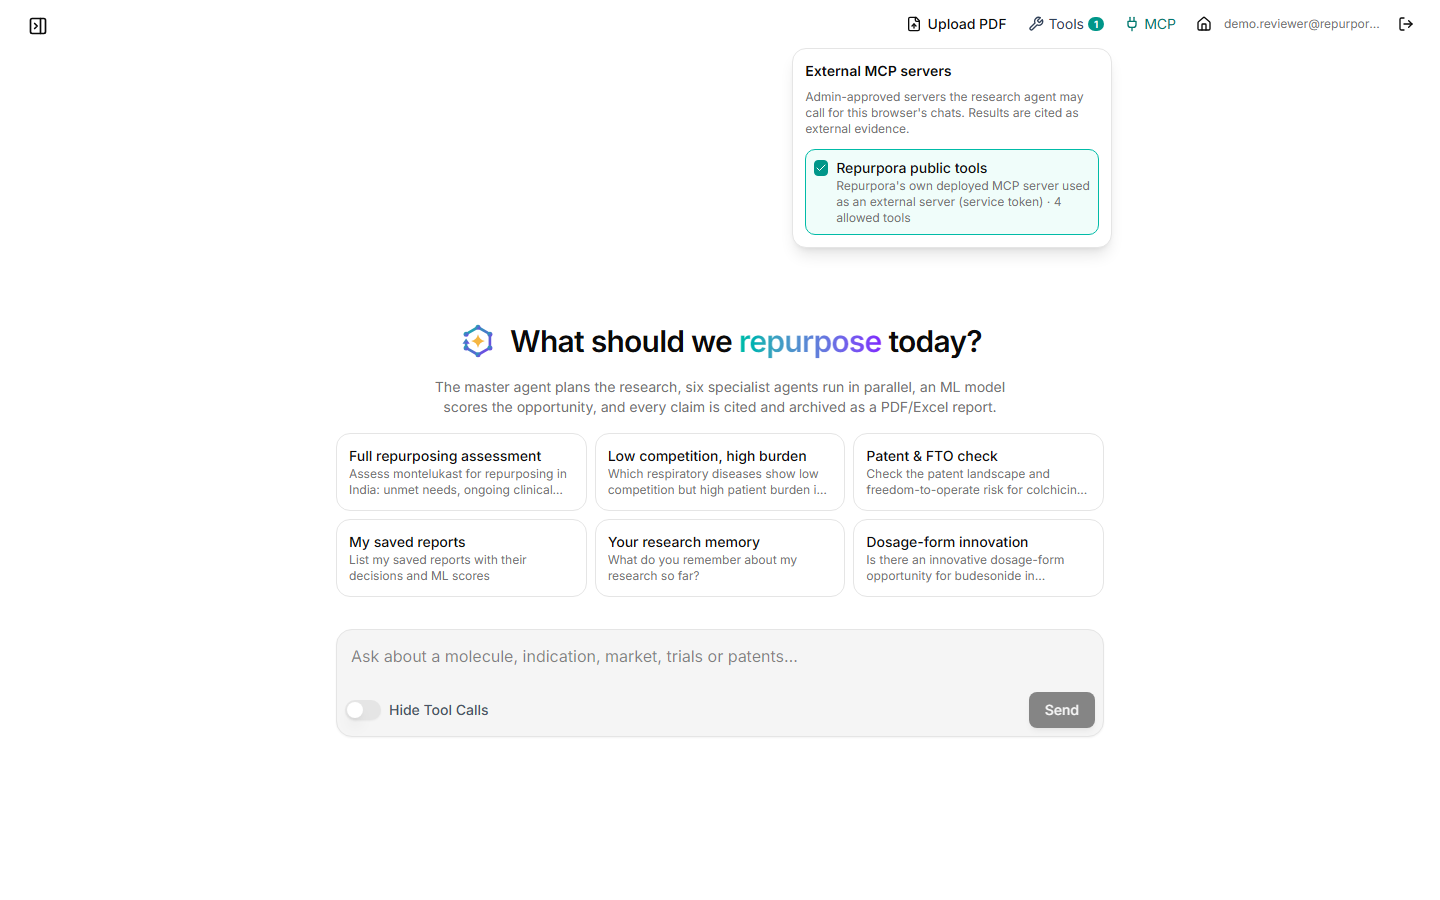 Upload PDF
Tools 1
MCP
demo.reviewer@repurpor...
External MCP servers
Admin-approved servers the research agent may
call for this browser's chats. Results are cited as
external evidence.
Repurpora public tools
Repurpora's own deployed MCP server used
as an external server (service token) · 4
allowed tools
What should we repurpose today?
The master agent plans the research, six specialist agents run in parallel, an ML model
scores the opportunity, and every claim is cited and archived as a PDF/Excel report.
Full repurposing assessment
Assess montelukast for repurposing in
India: unmet needs, ongoing clinical...
Low competition, high burden
Which respiratory diseases show low
competition but high patient burden i...
Patent & FTO check
Check the patent landscape and
freedom-to-operate risk for colchicin...
My saved reports
List my saved reports with their
decisions and ML scores
Your research memory
What do you remember about my
research so far?
Dosage-form innovation
Is there an innovative dosage-form
opportunity for budesonide in...
Ask about a molecule, indication, market, trials or patents...
Hide Tool Calls
Send